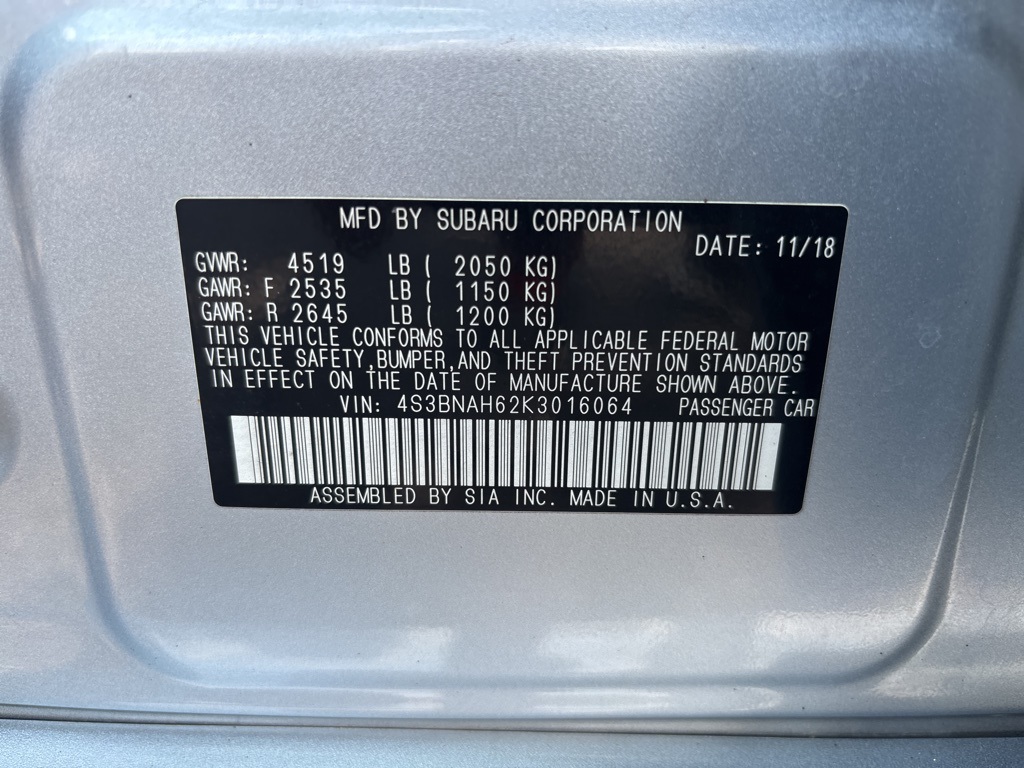 MFD BY SUBARU CORPORATION
DATE: 11/18
GVWR: 4519 LB ( 2050 KG)
GAWR: F 2535 LB ( 1150 KG)
GAWR: R 2645 LB ( 1200 KG)
THIS VEHICLE CONFORMS TO ALL APPLICABLE FEDERAL MOTOR
VEHICLE SAFETY,BUMPER,AND THEFT PREVENTION STANDARDS
IN EFFECT ON THE DATE OF MANUFACTURE SHOWN ABOVE.
VIN: 4S3BNAH62K3016064 PASSENGER CAR
ASSEMBLED BY SIA INC. MADE IN U.S.A.